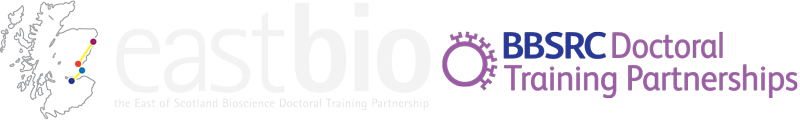 eastbio
the East of Scotland Bioscience Doctoral Training Partnership
BBSRC Doctoral
Training Partnerships